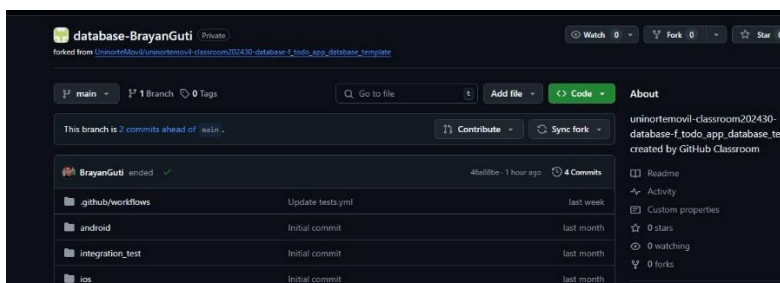 database-BrayanGuti Private
Watch 0 Fork 0 Star
forked from UninorteMovil/uninortemovil-classroom202430-database-f_todo_app_database_template
main 1 Branch 0 Tags Go to file t Add file Code
About
This branch is 2 commits ahead of main . Contribute Sync fork
uninortemovil-classroom202430-
database-f_todo_app_database_te
created by GitHub Classroom
BrayanGuti ended 46a88be · 1 hour ago 4 Commits
Readme
.github/workflows Update tests.yml last week
Activity
android Initial commit last month
Custom properties
0 stars
integration_test Initial commit last month
0 watching
ios Initial commit last month
0 forks